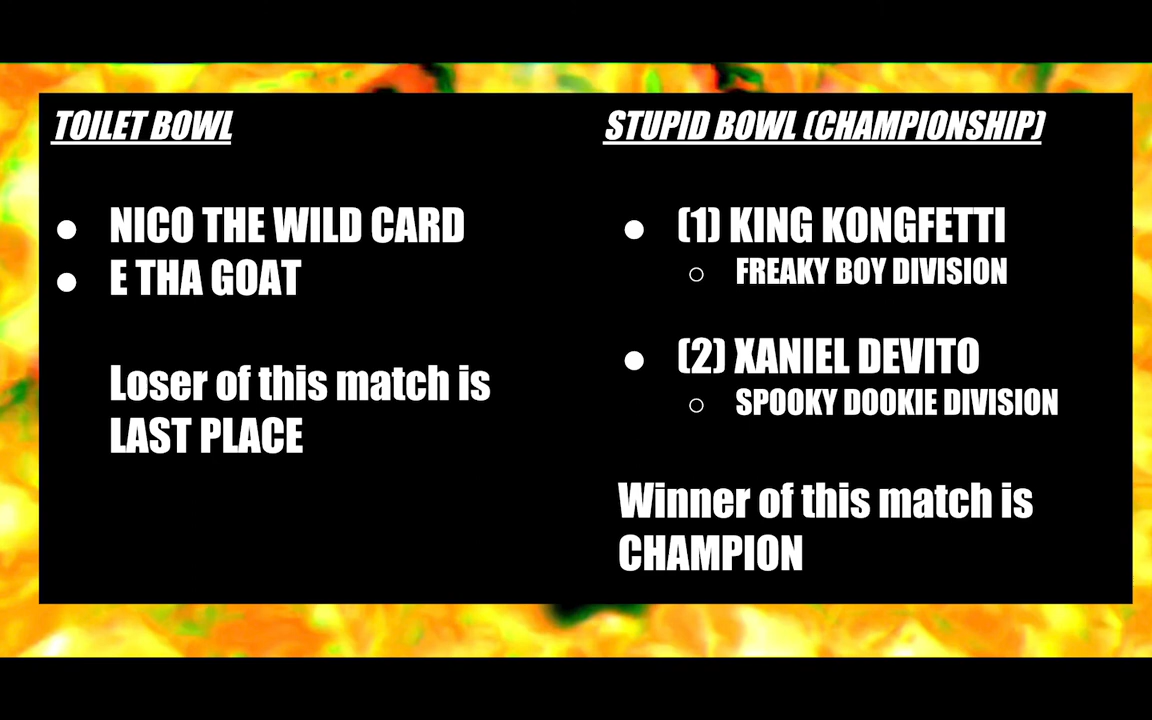 TOILET BOWL
● NICO THE WILD CARD
● E THA GOAT
Loser of this match is
LAST PLACE
STUPID BOWL (CHAMPIONSHIP)
● (1) KING KONGFETTI
○ FREAKY BOY DIVISION
● (2) XANIEL DEVITO
○ SPOOKY DOOKIE DIVISION
Winner of this match is
CHAMPION